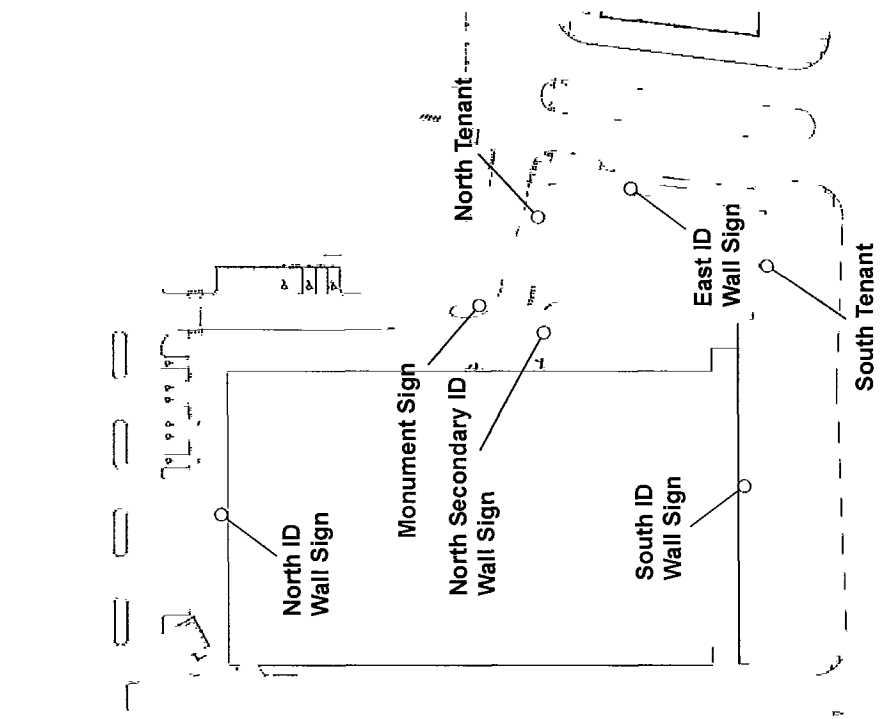 North ID
Wall Sign
Monument Sign
North Secondary ID
Wall Sign
North Tenant
South ID
Wall Sign
East ID
Wall Sign
South Tenant